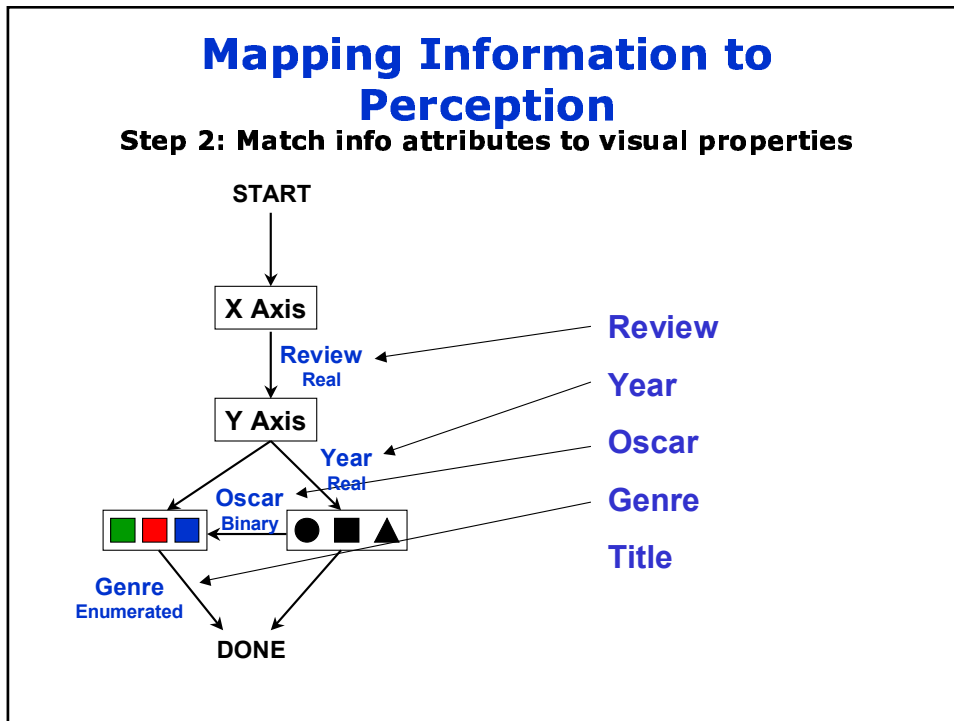 Mapping Information to
Perception
Step 2: Match info attributes to visual properties
START
X Axis
Review
Real
Y Axis
Year
Real
Oscar
Binary
Genre
Enumerated
DONE
Review
Year
Oscar
Genre
Title